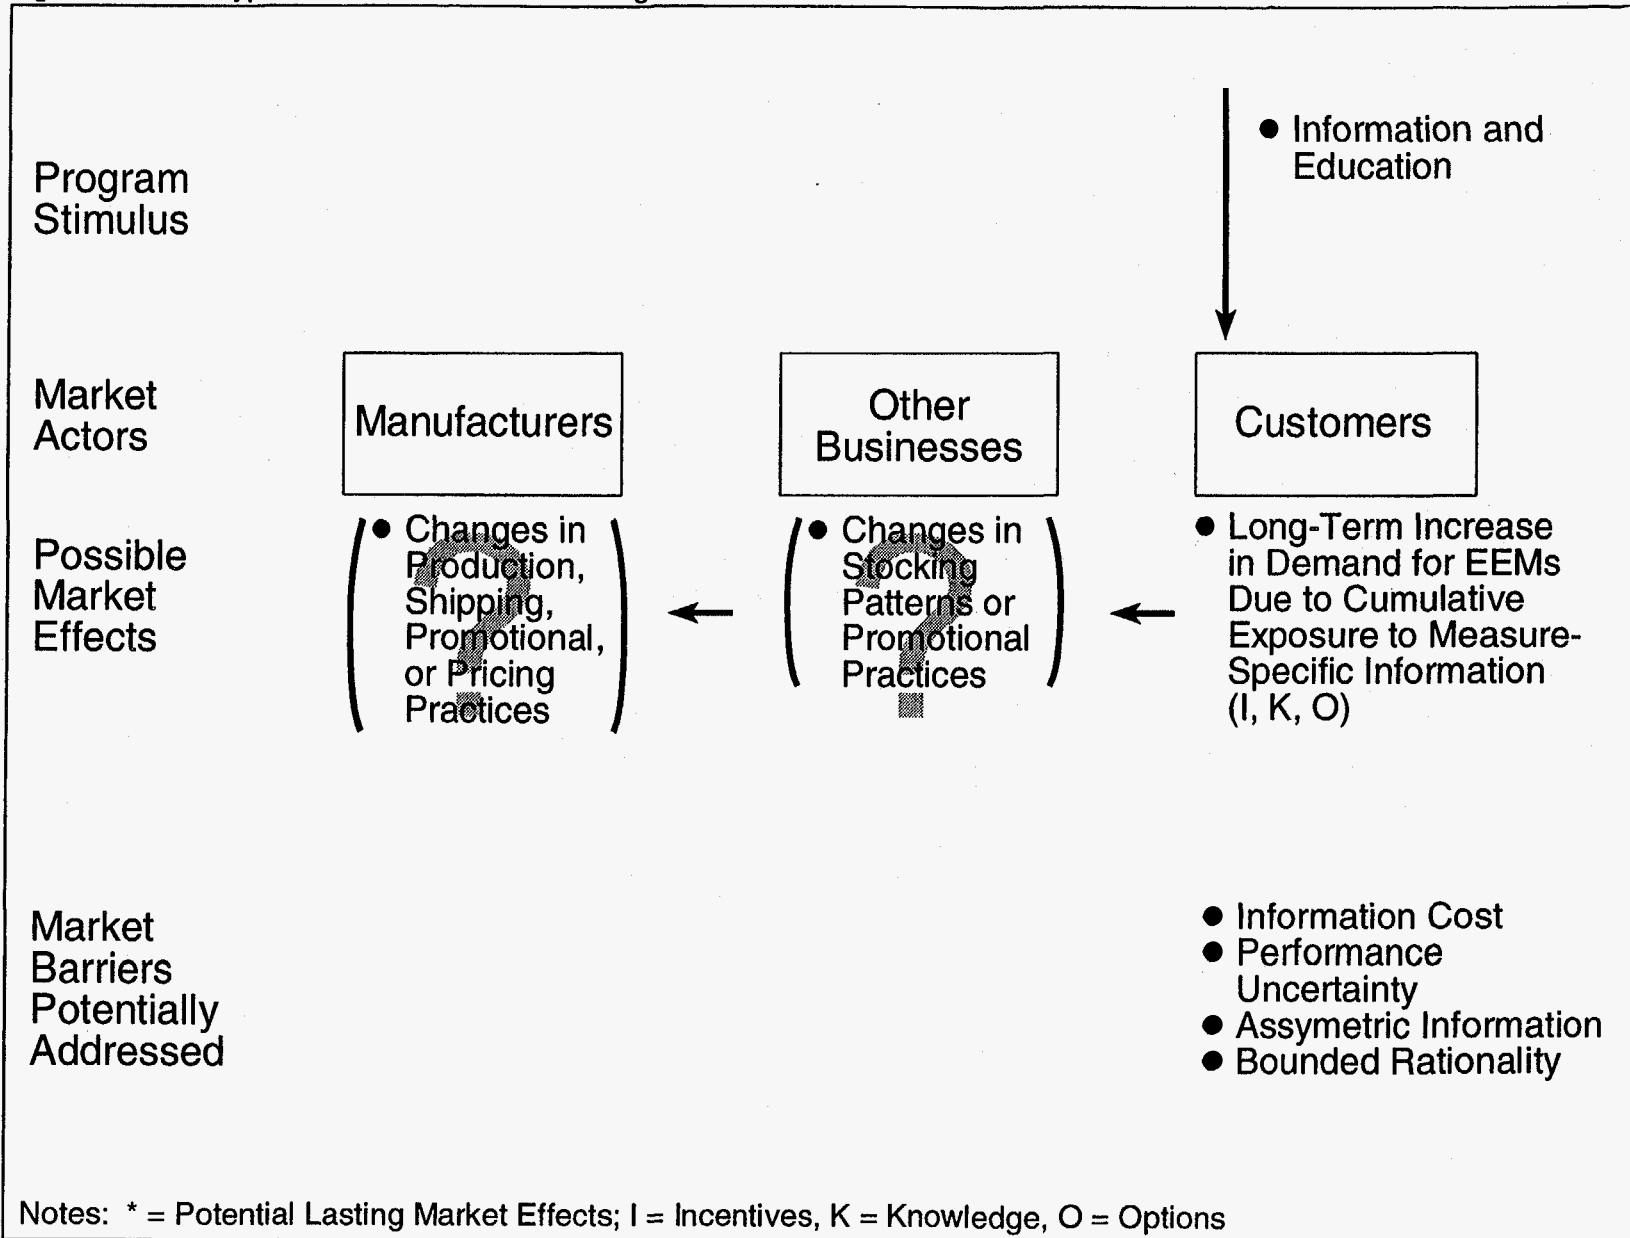 Program
Stimulus
● Information and
Education
Market
Actors
Manufacturers
Other
Businesses
Customers
Possible
Market
Effects
● Changes in
Production,
Shipping,
Promotional,
or Pricing
Practices
?
● Changes in
Stocking
Patterns or
Promotional
Practices
?
● Long-Term Increase
in Demand for EEMs
Due to Cumulative
Exposure to Measure-
Specific Information
(I, K, O)
Market
Barriers
Potentially
Addressed
● Information Cost
● Performance
Uncertainty
● Assymetric Information
● Bounded Rationality
Notes: * = Potential Lasting Market Effects; I = Incentives, K = Knowledge, O = Options